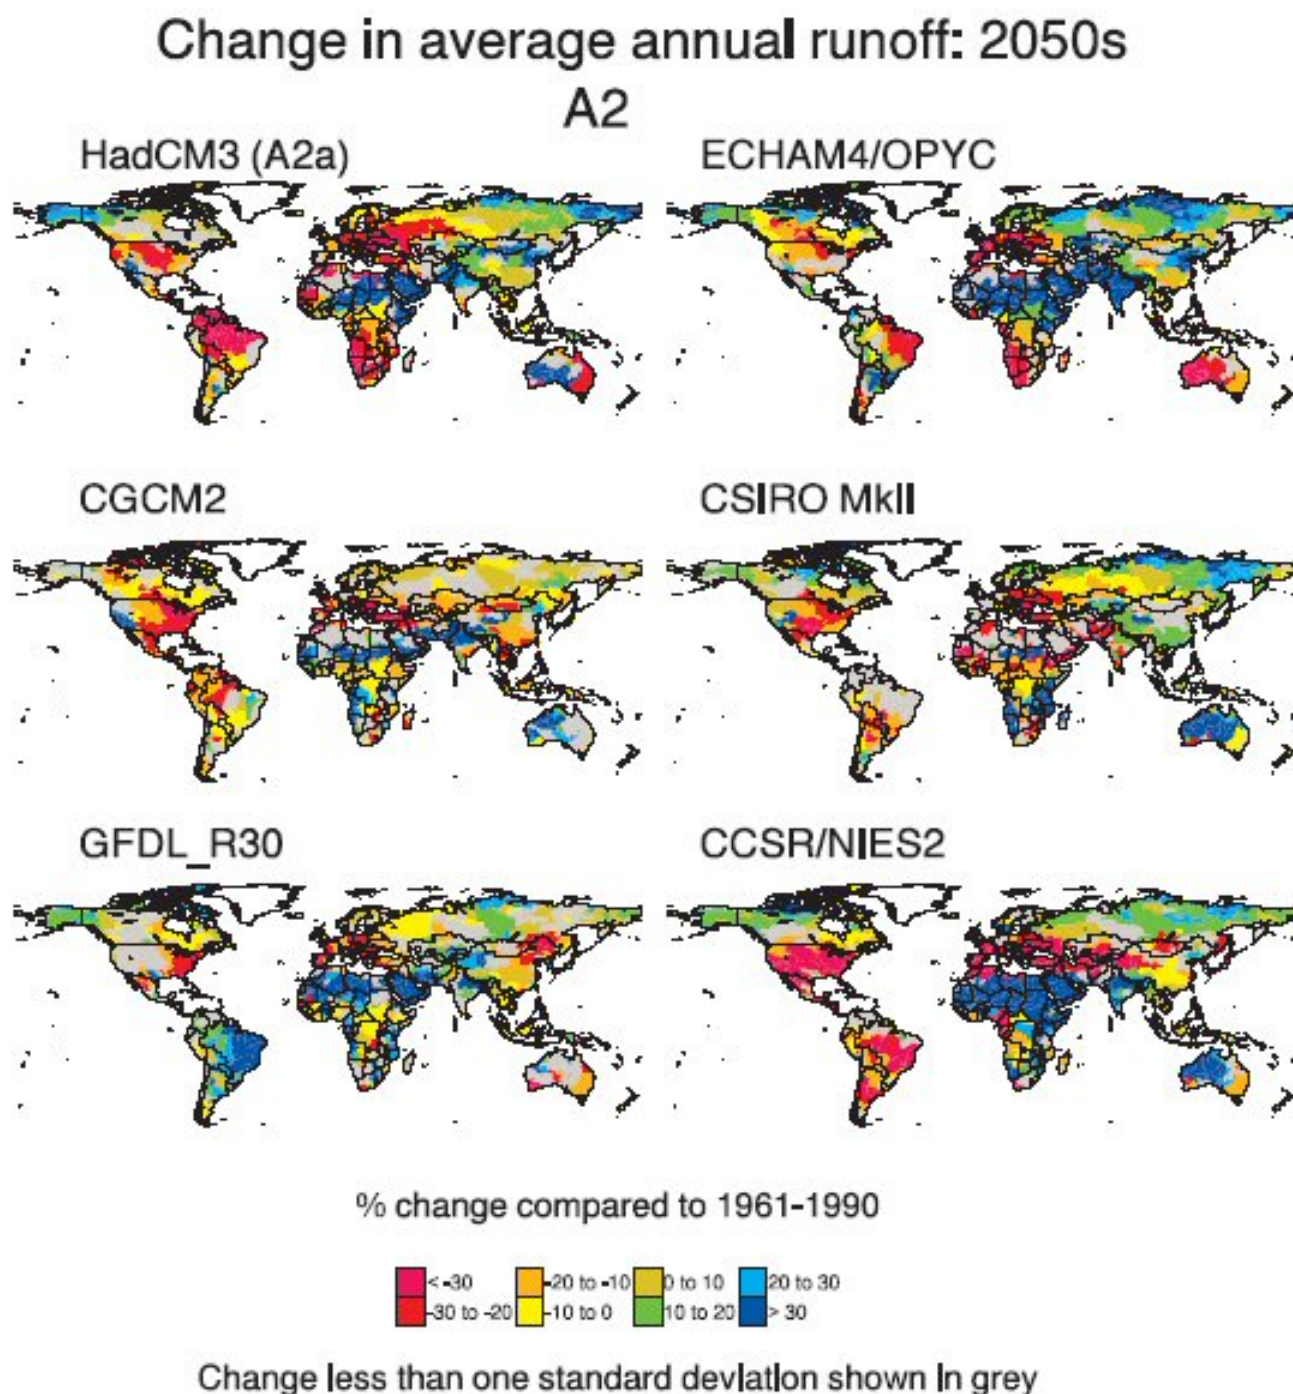 Change in average annual runoff: 2050s
A2
HadCM3 (A2a)
ECHAM4/OPYC
CGCM2
CSIRO MkII
GFDL_R30
CCSR/NIES2
% change compared to 1961-1990
< -30
-20 to -10
0 to 10
20 to 30
-30 to -20
-10 to 0
10 to 20
> 30
Change less than one standard deviation shown in grey